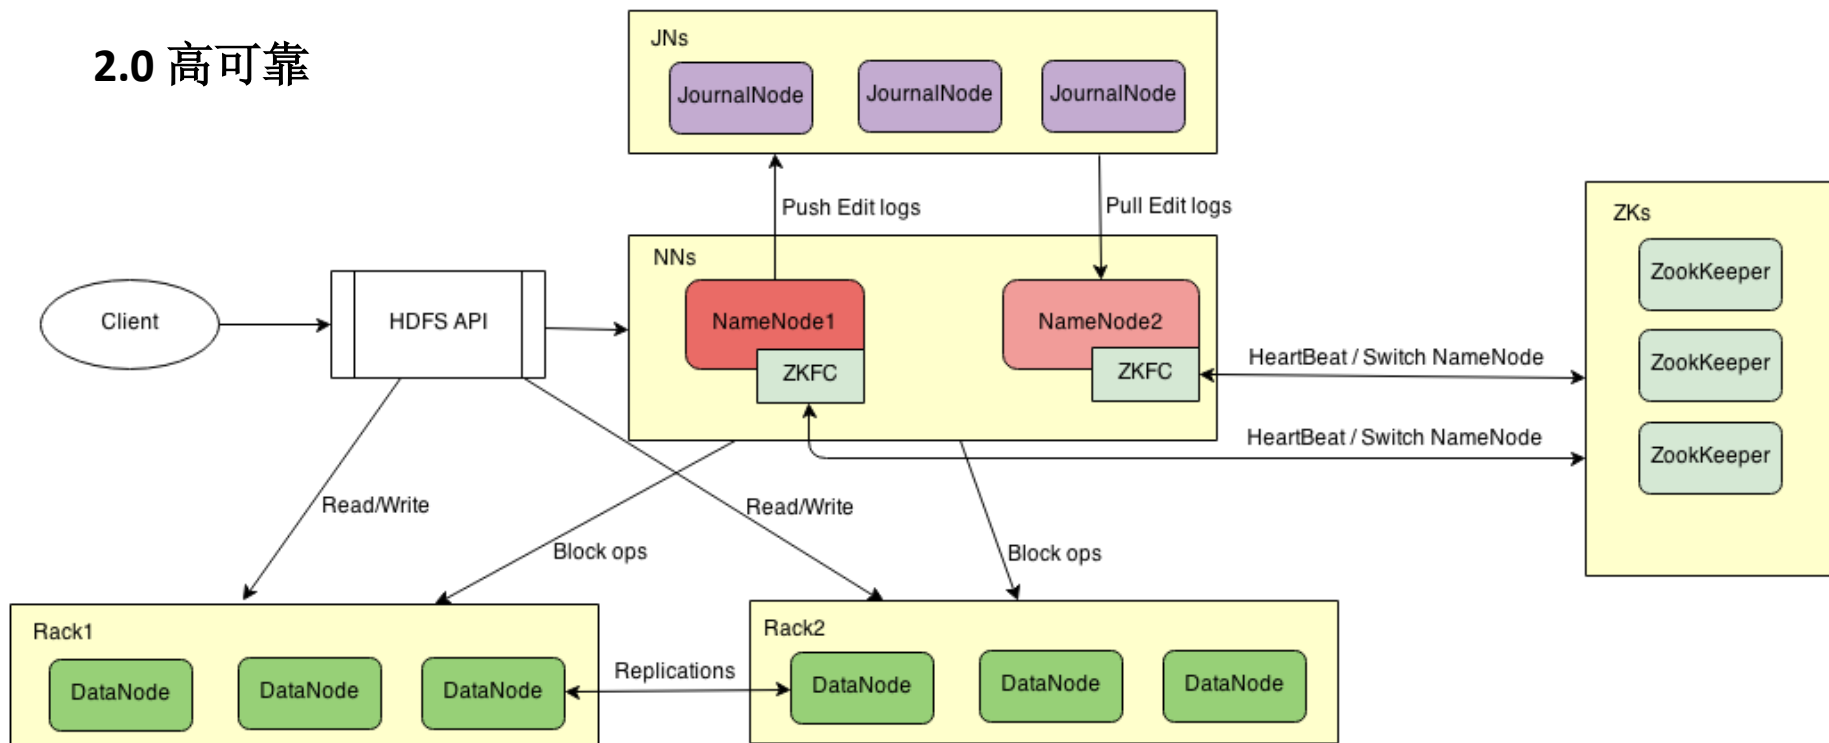 2.0 高可靠
JNs
JournalNode
JournalNode
JournalNode
Push Edit logs
Pull Edit logs
ZKs
NNs
ZookKeeper
Client
HDFS API
NameNode1
NameNode2
ZKFC
ZKFC
HeartBeat / Switch NameNode
ZookKeeper
HeartBeat / Switch NameNode
ZookKeeper
Read/Write
Read/Write
Block ops
Block ops
Rack1
Rack2
DataNode
DataNode
DataNode
Replications
DataNode
DataNode
DataNode